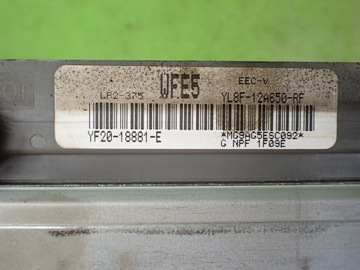 LP2-375 WFE5 EEC-V
YL8F-12A650-RF
YF20-18881-E
*MG9AG5ESC092*
G NPF 1F09E